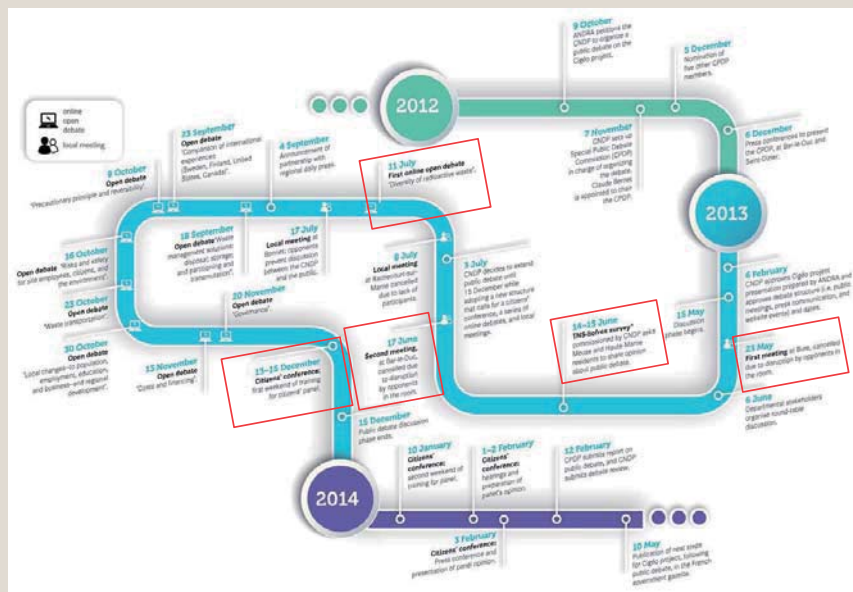 online
open
debate
local meeting
2012
9 October
ANDRA petitions the
CNDP to organize a
public debate on the
Cigéo project.
5 December
Nomination of
five other CPDP
members.
7 November
CNDP sets up
Special Public Debate
Commission (CPDP)
in charge of organizing
the debate.
Claude Bernet
is appointed to chair
the CPDP.
6 December
Press conferences to present
the CPDP, at Bar-le-Duc and
Saint-Dizier.
2013
6 February
CNDP approves Cigéo project
presentation prepared by ANDRA and
approves debate structure (i.e. public
meetings, press communication, and
website events) and dates.
15 May
Discussion
phase begins.
23 May
First meeting at Bure, cancelled
due to disruption by opponents in
the room.
6 June
Departmental stakeholders
organise round-table
discussion.
14–15 June
TNS-Sofres survey*
commissioned by CNDP asks
Meuse and Haute Marne
residents to share opinion
about public debate.
17 June
Second meeting,
at Bar-le-Duc,
cancelled
due to
disruption
by opponents
in the room.
3 July
CNDP decides to extend
public debate until
15 December while
adopting a new structure
that calls for a citizens'
conference, a series of
online debates, and local
meetings.
8 July
Local meeting
at
Marne cancelled
due to lack of
participants.
11 July
First online open debate
"Diversity of radioactive waste".
17 July
Local meeting at
Bonnet: opponents
prevent discussion
between the CNDP
and the public.
4 September
Announcement of
partnership with
regional daily press.
18 September
Open debate "Waste
management solutions:
disposal; storage;
and partitioning and
transmutation".
23 September
Open debate
"Comparison of international
experiences
(Sweden, Finland, United
States, Canada)".
9 October
Open debate
"Precautionary principle and reversibility".
16 October
Open debate "Risks and safety
for site employees, citizens, and
the environment".
23 October
Open debate
"Waste transportation".
30 October
Open debate
"Local changes—to population,
employment, education,
and business—and regional
development".
13 November
Open debate
"Costs and financing".
20 November
Open debate
"Governance".
13–15 December
Citizens' conference:
first weekend of training
for citizens' panel.
15 December
Public debate discussion
phase ends.
2014
10 January
Citizens'
conference:
second weekend of
training for panel.
1–2 February
Citizens'
conference:
hearings and
preparation of
panel's opinion.
3 February
Citizens' conference:
Press conference and
presentation of panel opinion.
12 February
CPDP submits report on
public debate, and CNDP
submits debate review.
10 May
Publication of next steps
for Cigéo project, following
public debate, in the French
government gazette.